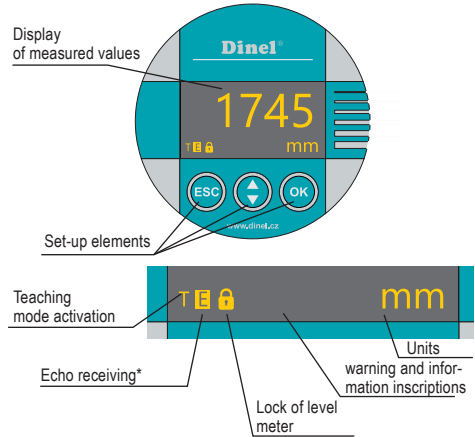 Display
of measured values
Dinel®
1745
T E
mm
ESC
OK
www.dinel.cz
Set-up elements
T E
mm
Teaching
mode activation
Units
warning and infor-
mation inscriptions
Echo receiving*
Lock of level
meter